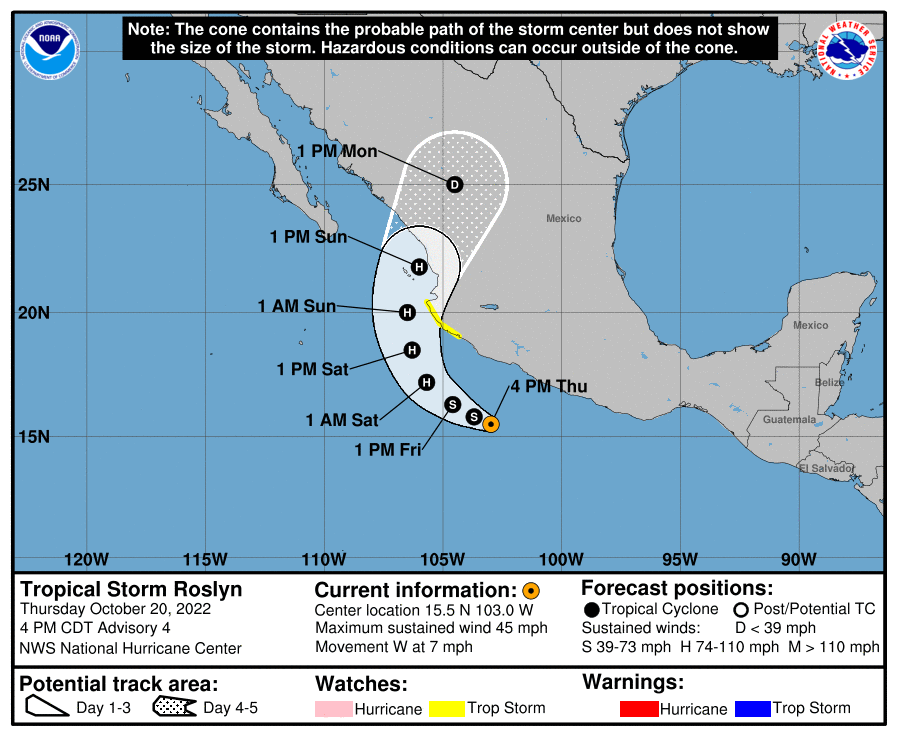 Note: The cone contains the probable path of the storm center but does not show
the size of the storm. Hazardous conditions can occur outside of the cone.
NOAA
NATIONAL WEATHER SERVICE
1 PM Mon
D
25N
Mexico
1 PM Sun
H
1 AM Sun
H
20N
Mexico
H
1 PM Sat
H
4 PM Thu
Belize
S
S
1 AM Sat
Guatemala
15N
1 PM Fri
El Salvador
120W 115W 110W 105W 100W 95W 90W
Tropical Storm Roslyn
Thursday October 20, 2022
4 PM CDT Advisory 4
NWS National Hurricane Center
Current information:
Center location 15.5 N 103.0 W
Maximum sustained wind 45 mph
Movement W at 7 mph
Forecast positions:
Tropical Cyclone Post/Potential TC
Sustained winds: D < 39 mph
S 39-73 mph H 74-110 mph M > 110 mph
Potential track area:
Day 1-3 Day 4-5
Watches:
Hurricane Trop Storm
Warnings:
Hurricane Trop Storm